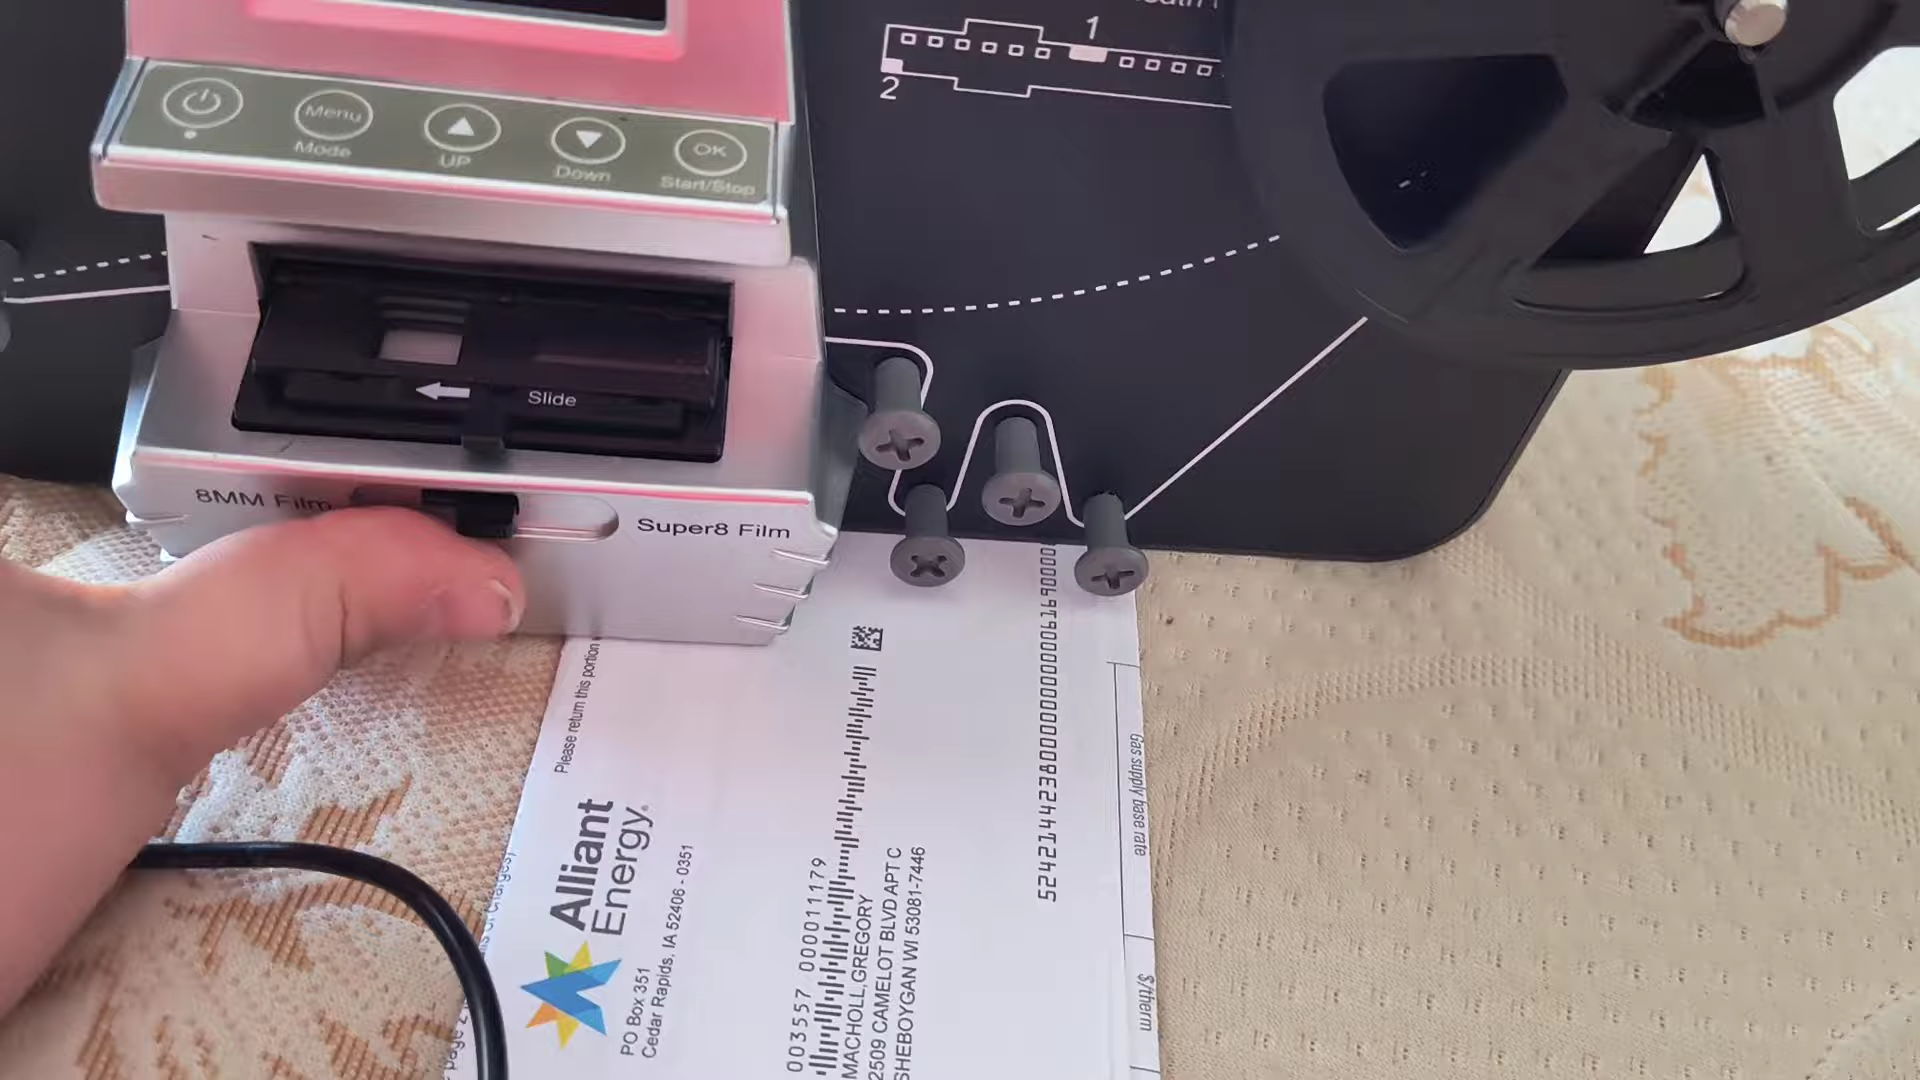 1
2
Menu
OK
Mode
UP
Down
Start/Stop
Slide
8MM Film
Super8 Film
Please return this portion
Alliant
Energy.
PO Box 351
Cedar Rapids, IA 52406 - 0351
003557 000011179
MACHOLL,GREGORY
2509 CAMELOT BLVD APT C
SHEBOYGAN WI 53081-7446
Gas supply base rate
$/therm